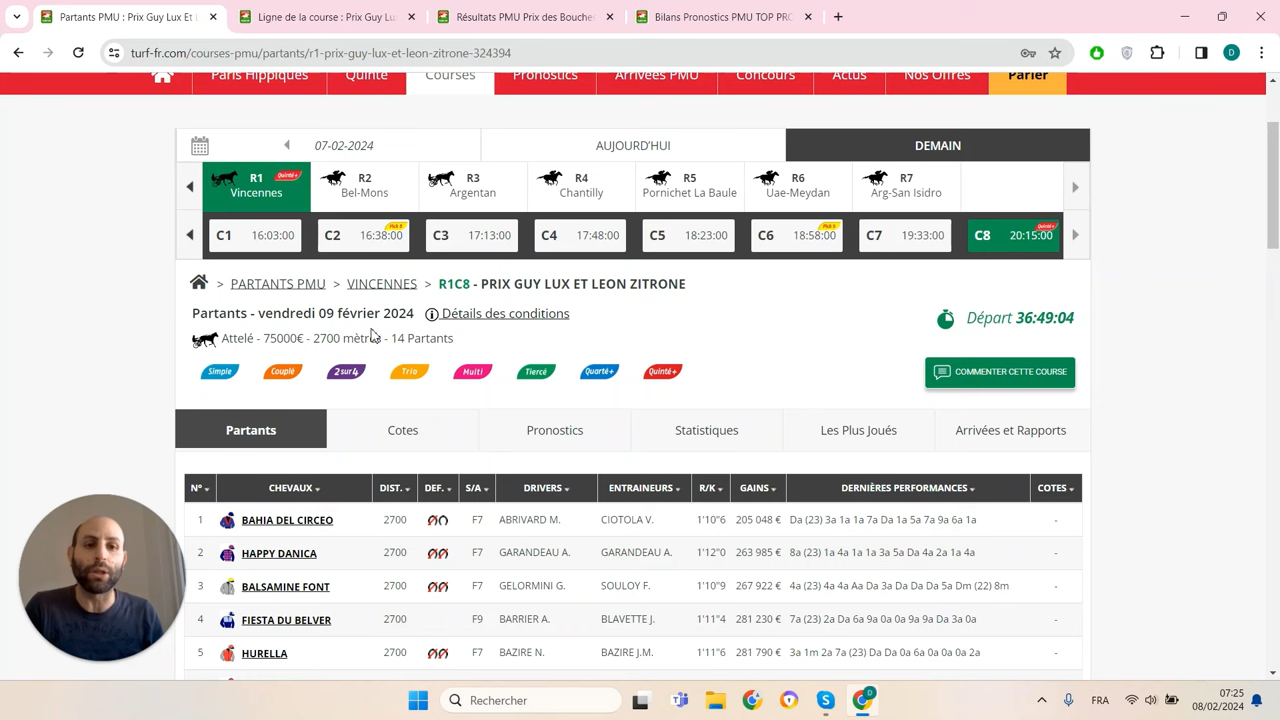 Partants PMU : Prix Guy Lux Et L
Ligne de la course : Prix Guy Lu
Résultats PMU Prix des Bouche
Bilans Pronostics PMU TOP PRO
turf-fr.com/courses-pmu/partants/r1-prix-guy-lux-et-leon-zitrone-324394
D
Paris Hippiques Quinté Courses Pronostics Arrivées PMU Concours Actus Nos Offres Parier
07-02-2024 AUJOURD'HUI DEMAIN
R1 Quinté+ R2 R3 R4 R5 R6 R7
Vincennes Bel-Mons Argentan Chantilly Pornichet La Baule Uae-Meydan Arg-San Isidro
C1 16:03:00 C2 16:38:00 Pick 5 C3 17:13:00 C4 17:48:00 C5 18:23:00 C6 18:58:00 Pick 5 C7 19:33:00 C8 20:15:00 Quinté+
> PARTANTS PMU > VINCENNES > R1C8 - PRIX GUY LUX ET LEON ZITRONE
Partants - vendredi 09 février 2024 Détails des conditions
Départ 36:49:04
Attelé - 75000€ - 2700 mètres - 14 Partants
Simple Couplé 2sur4 Trio Multi Tiercé Quarté+ Quinté+
COMMENTER CETTE COURSE
Partants Cotes Pronostics Statistiques Les Plus Joués Arrivées et Rapports
N° CHEVAUX DIST. DEF. S/A DRIVERS ENTRAINEURS R/K GAINS DERNIÈRES PERFORMANCES COTES
1 BAHIA DEL CIRCEO 2700 F7 ABRIVARD M. CIOTOLA V. 1'10"6 205 048 € Da (23) 3a 1a 1a 7a Da 1a 5a 7a 9a 6a 1a -
2 HAPPY DANICA 2700 F7 GARANDEAU A. GARANDEAU A. 1'12"0 263 985 € 8a (23) 1a 4a 1a 1a 3a 5a Da 4a 2a 1a 4a -
3 BALSAMINE FONT 2700 F7 GELORMINI G. SOULOY F. 1'10"9 267 922 € 4a (23) 4a 4a Aa Da 3a Da Da Da 5a Dm (22) 8m -
4 FIESTA DU BELVER 2700 F9 BARRIER A. BLAVETTE J. 1'11"4 281 230 € 7a (23) 2a Da 6a 9a 0a 0a 9a 9a Da 3a 0a -
5 HURELLA 2700 F7 BAZIRE N. BAZIRE J.M. 1'11"6 281 790 € 3a 1m 2a 7a (23) Da Da 0a 6a 0a 0a 0a 2a -
Rechercher
D
FRA
07:25
08/02/2024